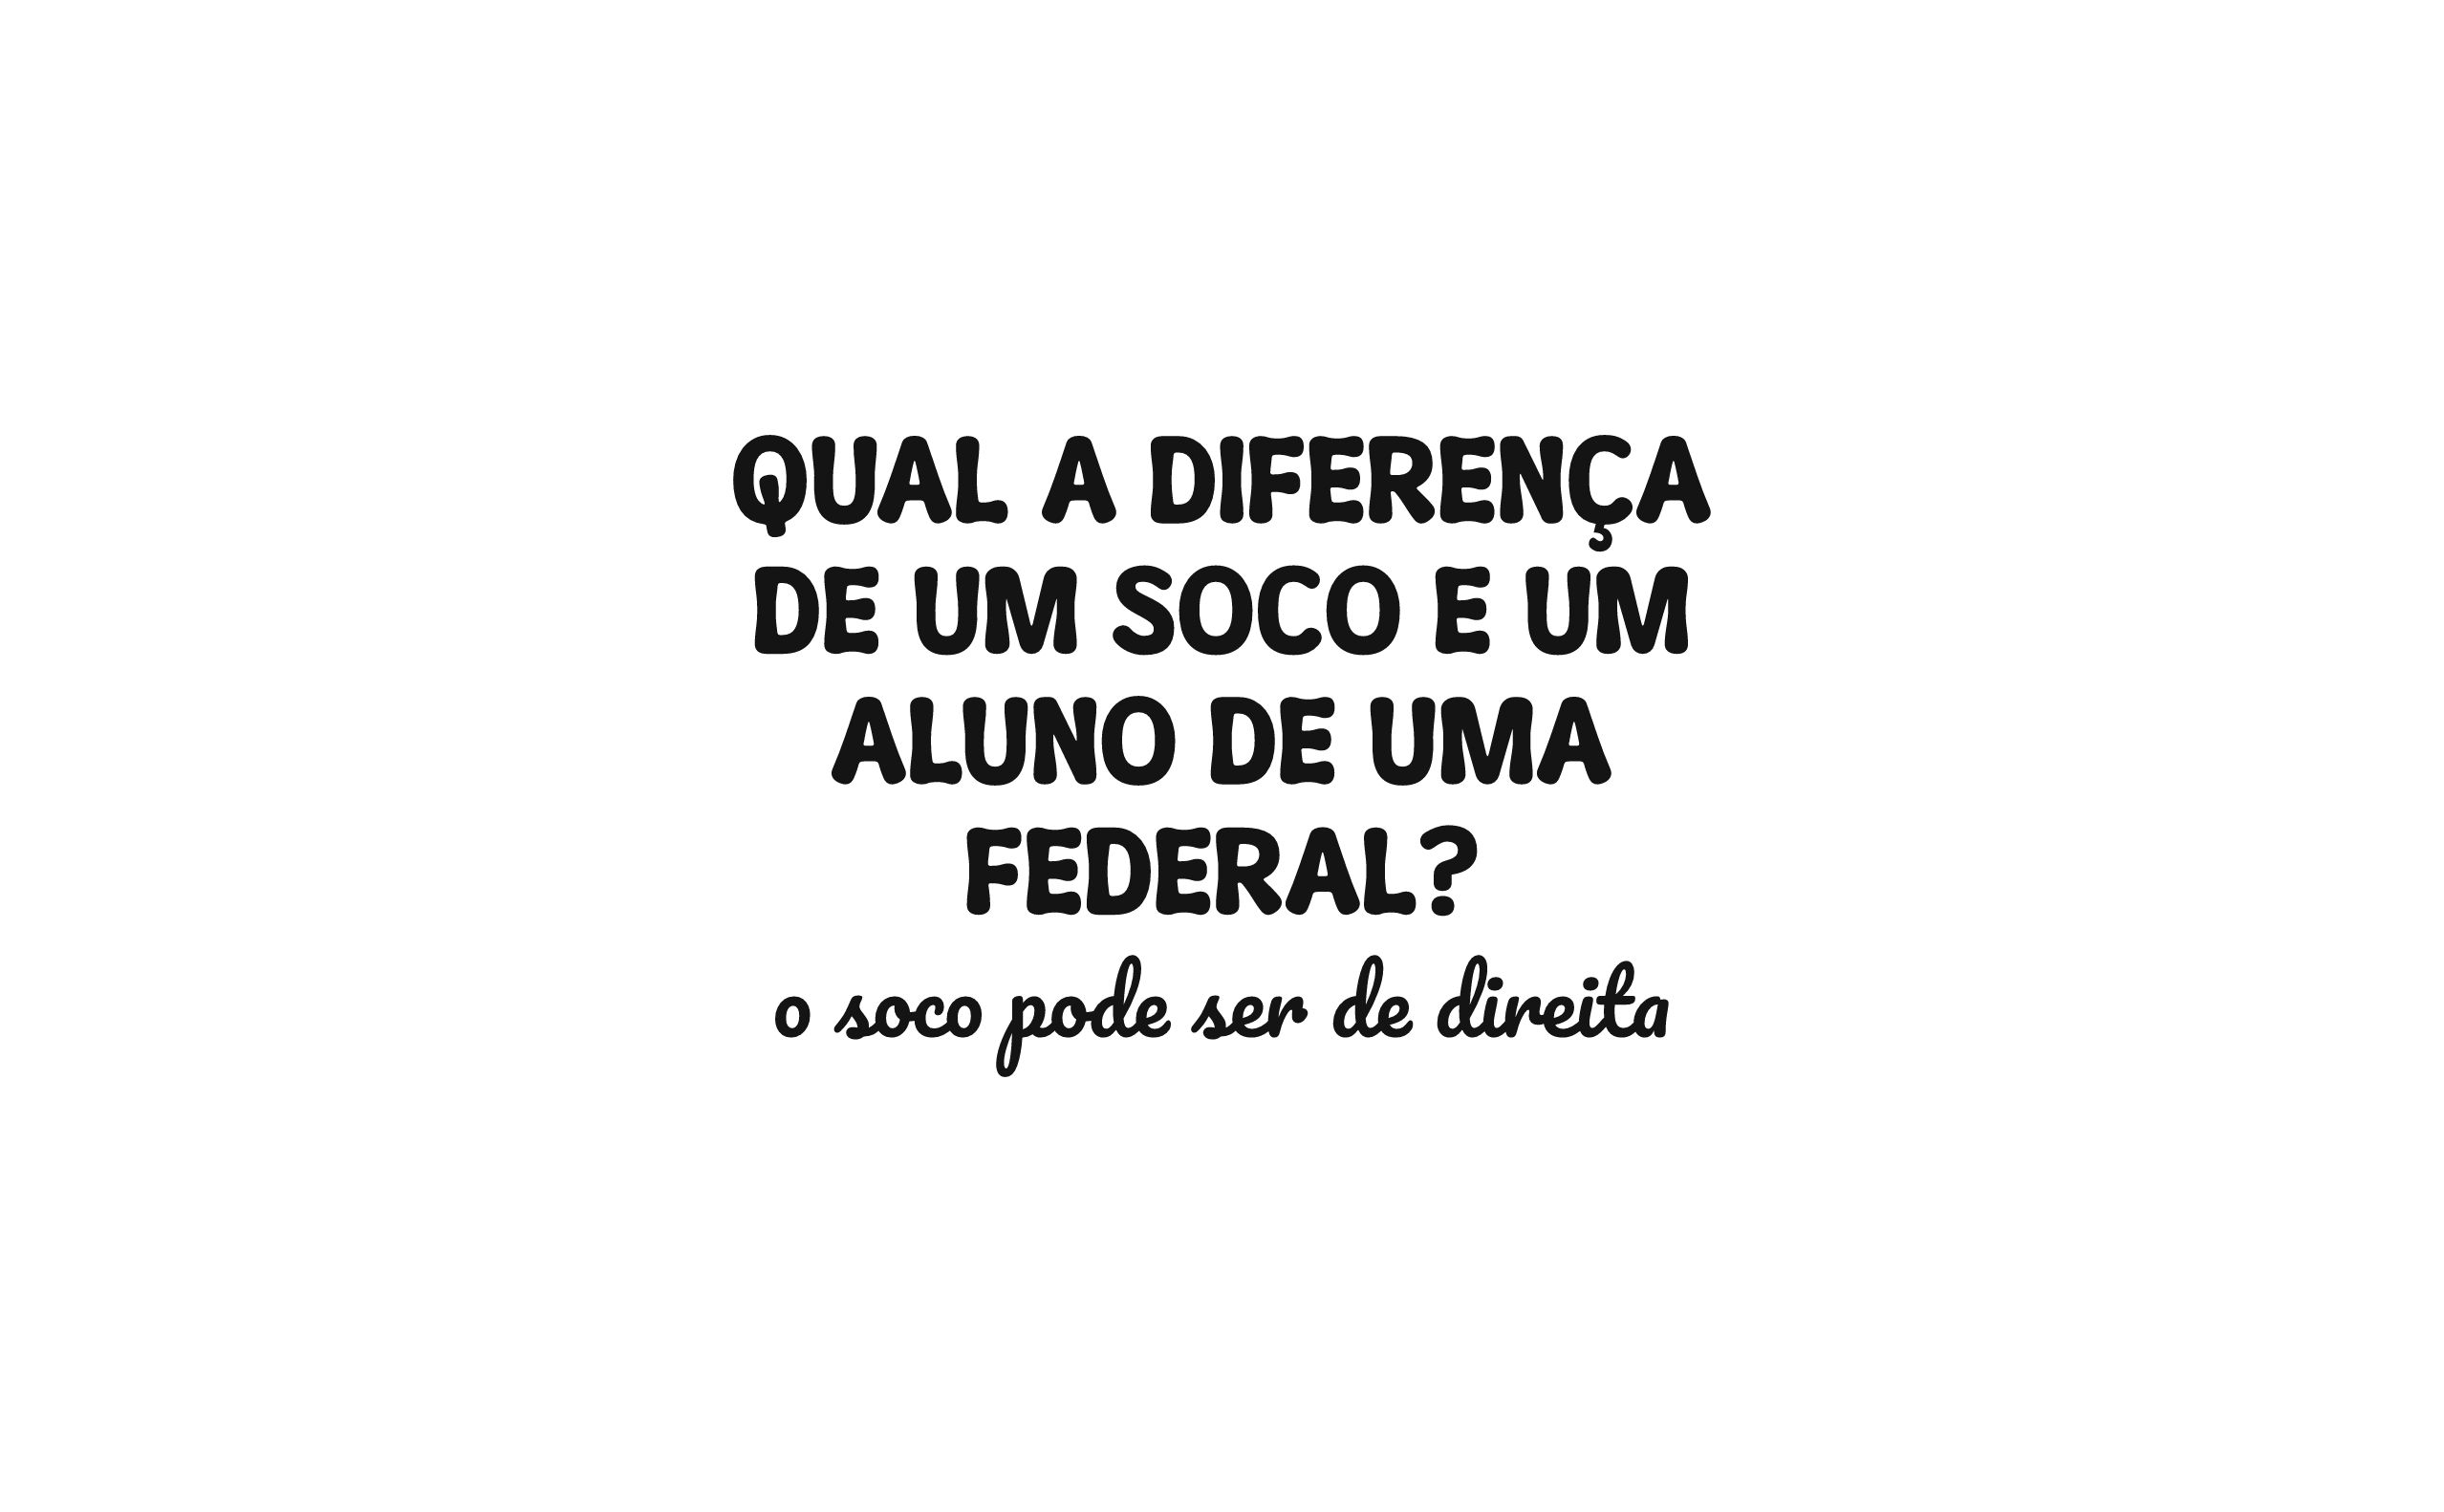 QUAL A DIFERENÇA
DE UM SOCO E UM
ALUNO DE UMA
FEDERAL?
o soco pode ser de direita